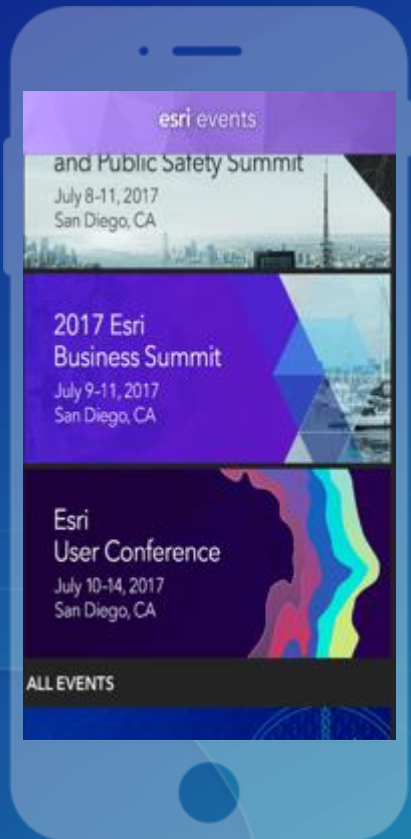 esri events
and Public Safety Summit
July 8-11, 2017
San Diego, CA
2017 Esri
Business Summit
July 9-11, 2017
San Diego, CA
Esri
User Conference
July 10-14, 2017
San Diego, CA
ALL EVENTS